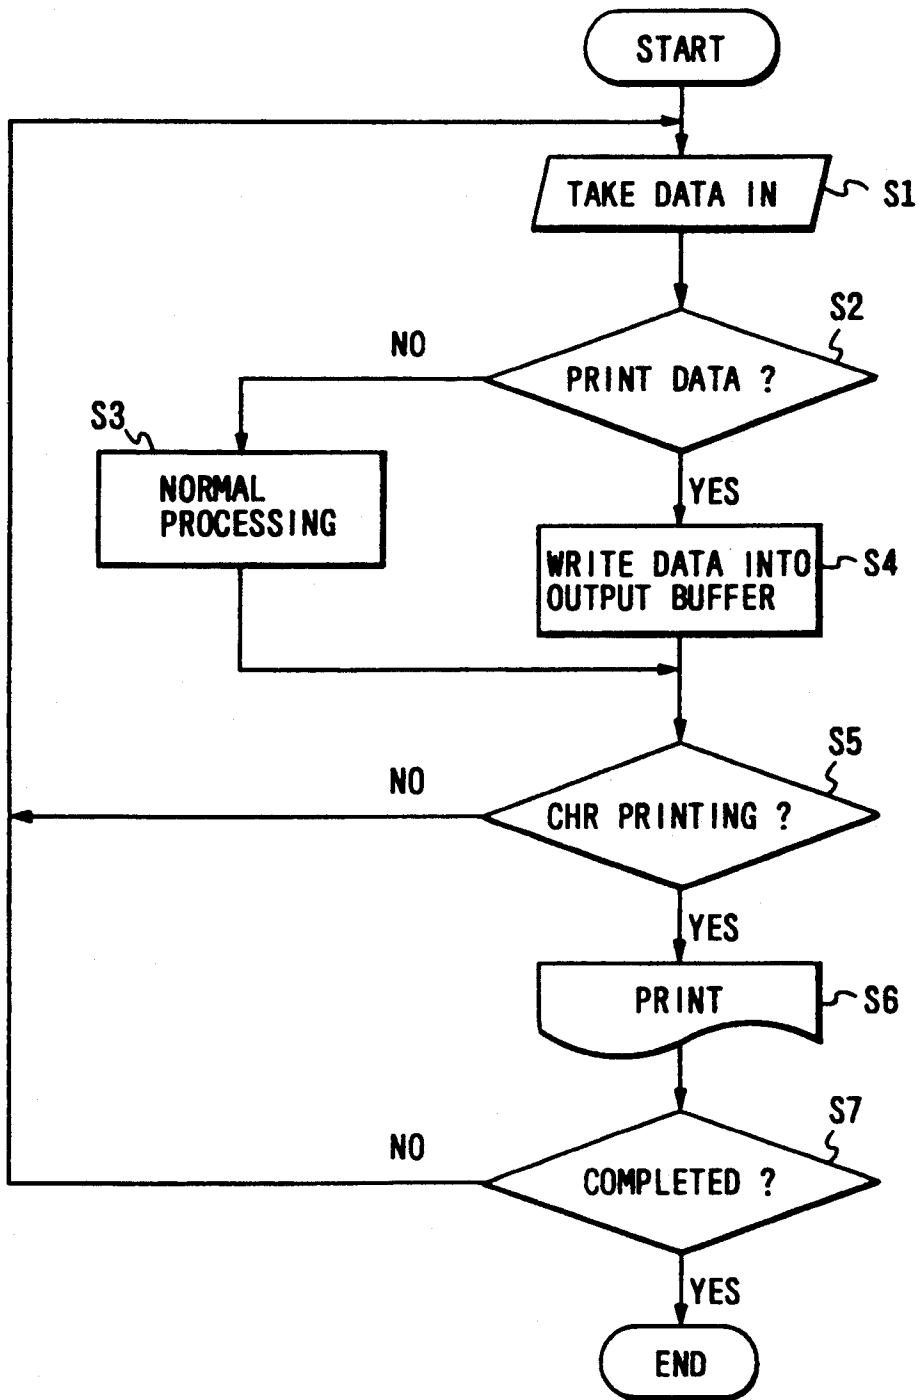 START
TAKE DATA IN
S1
S2
NO
PRINT DATA ?
S3
YES
NORMAL
PROCESSING
WRITE DATA INTO
OUTPUT BUFFER
S4
S5
NO
CHR PRINTING ?
YES
PRINT
S6
S7
NO
COMPLETED ?
YES
END